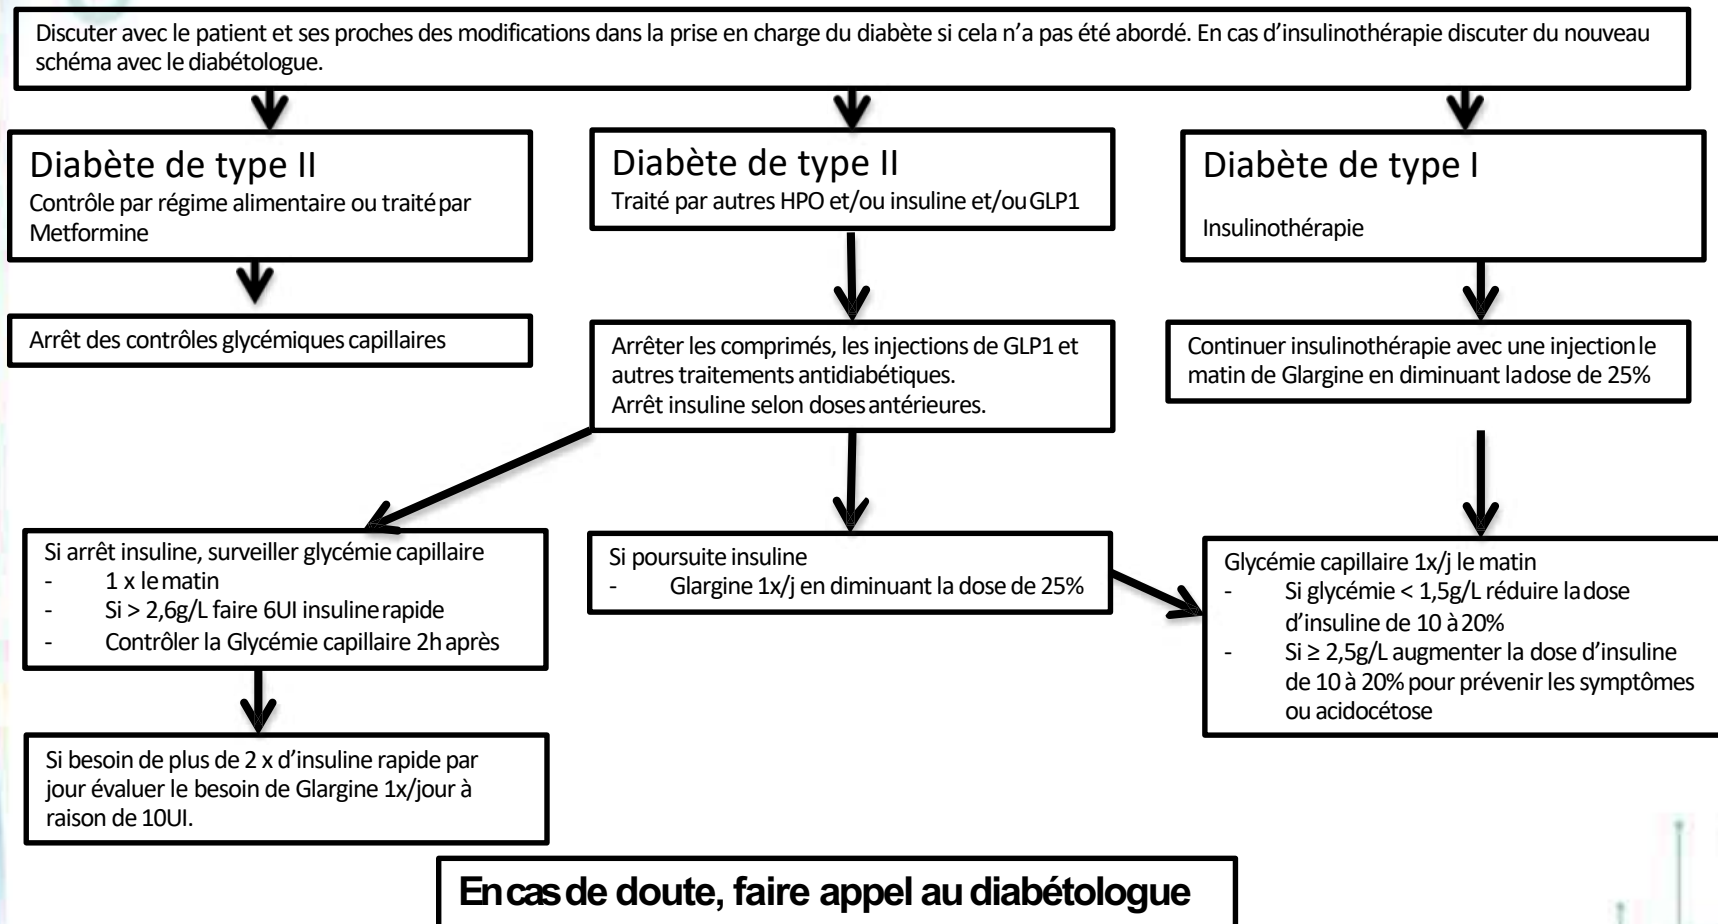 Discuter avec le patient et ses proches des modifications dans la prise en charge du diabète si cela n’a pas été abordé. En cas d’insulinothérapie discuter du nouveau
schéma avec le diabétologue.
Diabète de type II
Contrôle par régime alimentaire ou traité par
Metformine
Diabète de type II
Traité par autres HPO et/ou insuline et/ou GLP1
Diabète de type I
Insulinothérapie
Arrêt des contrôles glycémiques capillaires
Arrêter les comprimés, les injections de GLP1 et
autres traitements antidiabétiques.
Arrêt insuline selon doses antérieures.
Continuer insulinothérapie avec une injection le
matin de Glargine en diminuant la dose de 25%
Si arrêt insuline, surveiller glycémie capillaire
- 1 x le matin
- Si > 2,6g/L faire 6UI insuline rapide
- Contrôler la Glycémie capillaire 2h après
Si poursuite insuline
- Glargine 1x/j en diminuant la dose de 25%
Glycémie capillaire 1x/j le matin
- Si glycémie < 1,5g/L réduire la dose
d’insuline de 10 à 20%
- Si ≥ 2,5g/L augmenter la dose d’insuline
de 10 à 20% pour prévenir les symptômes
ou acidocétose
Si besoin de plus de 2 x d’insuline rapide par
jour évaluer le besoin de Glargine 1x/jour à
raison de 10UI.
En cas de doute, faire appel au diabétologue